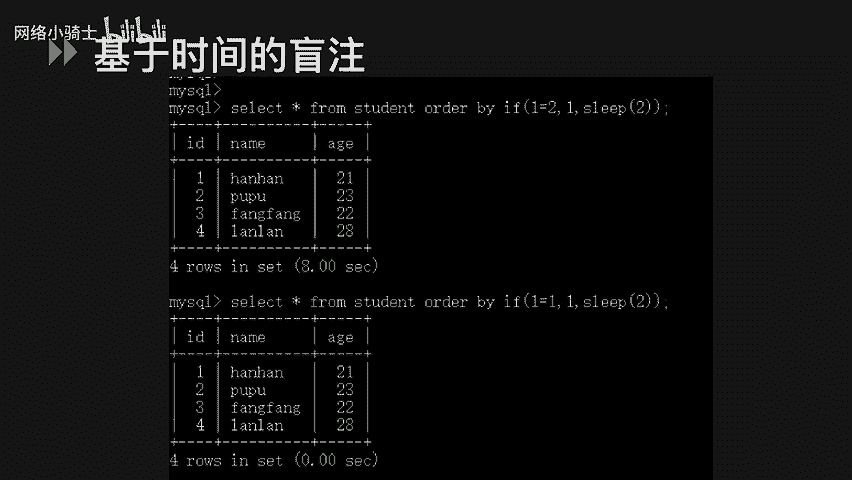 网络小骑士 bilibili
基于时间的盲注
mysql>
mysql> select * from student order by if(1=2,1,sleep(2));
+----+----------+-----+
| id | name | age |
+----+----------+-----+
| 1 | hanhan | 21 |
| 2 | pupu | 23 |
| 3 | fangfang | 22 |
| 4 | lanlan | 28 |
+----+----------+-----+
4 rows in set (8.00 sec)
mysql> select * from student order by if(1=1,1,sleep(2));
+----+----------+-----+
| id | name | age |
+----+----------+-----+
| 1 | hanhan | 21 |
| 2 | pupu | 23 |
| 3 | fangfang | 22 |
| 4 | lanlan | 28 |
+----+----------+-----+
4 rows in set (0.00 sec)